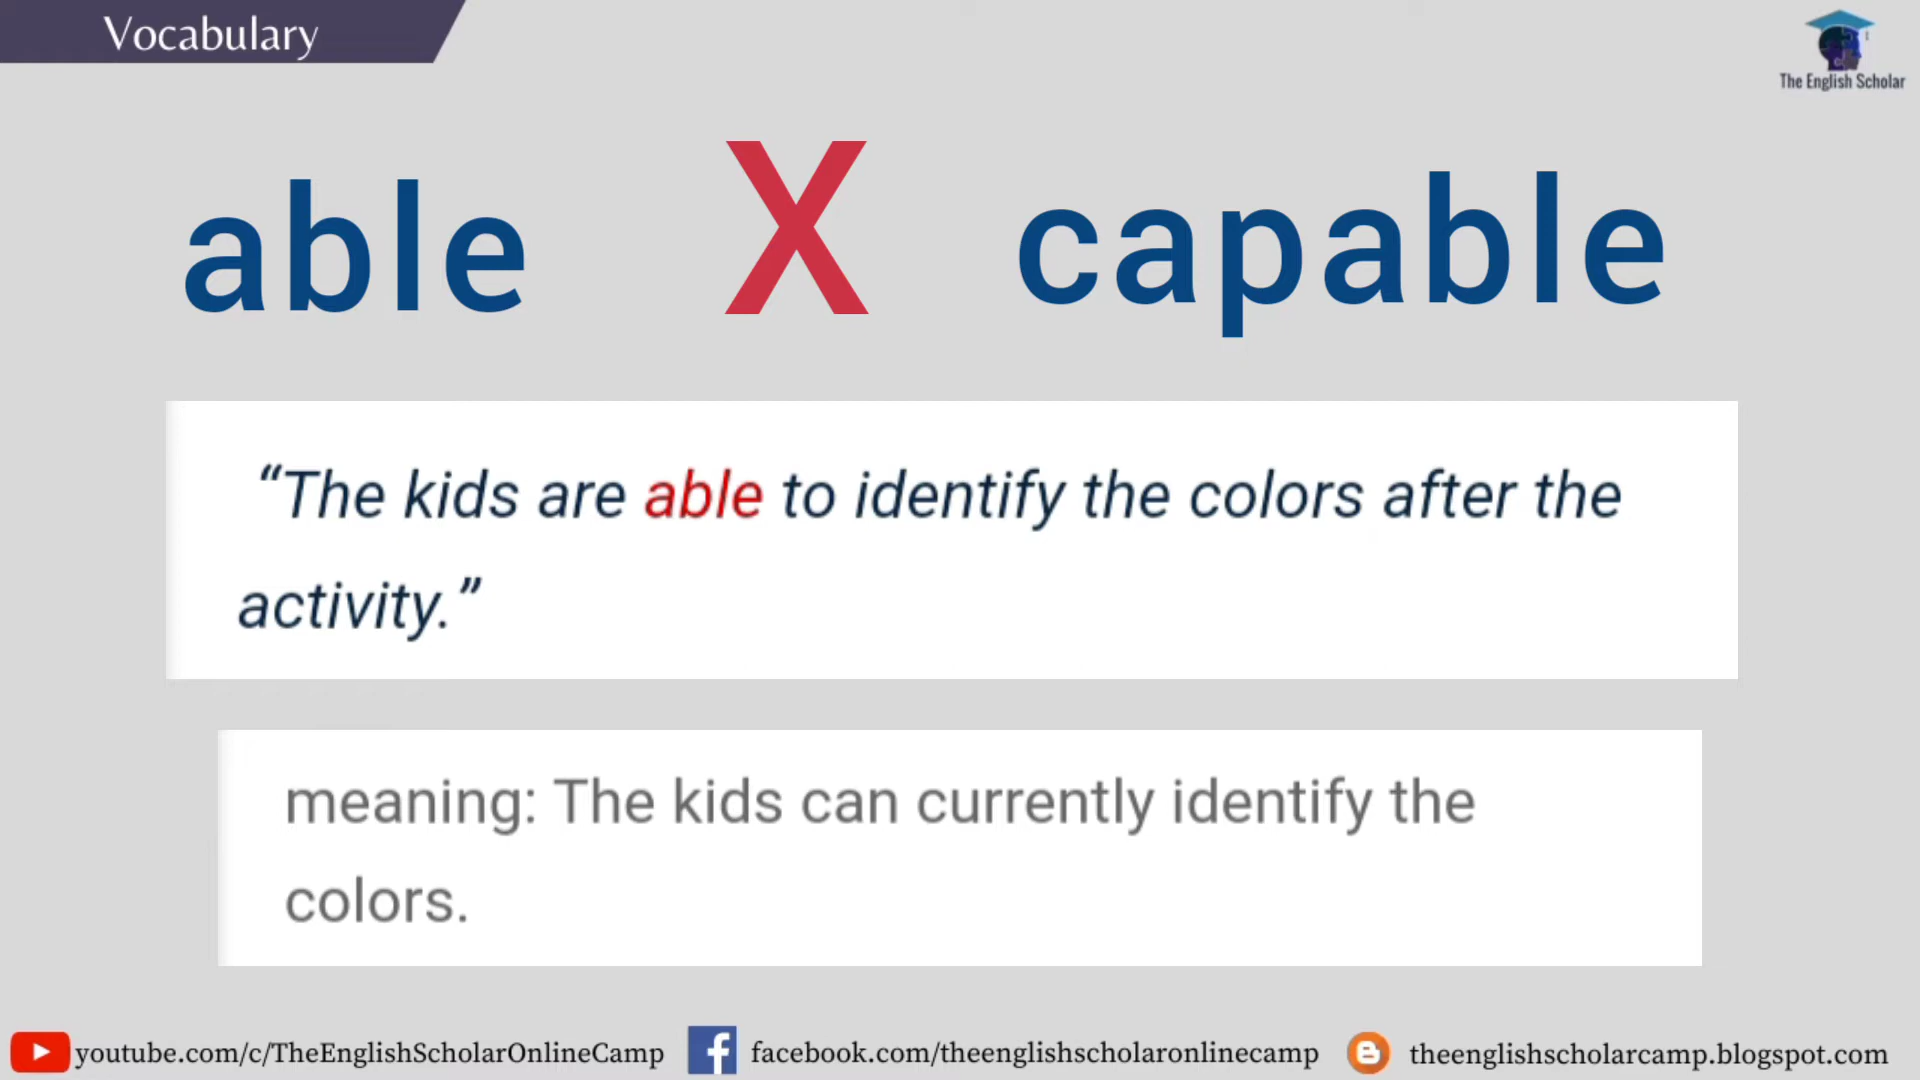 Vocabulary
The English Scholar
able X capable
“The kids are able to identify the colors after the
activity.”
meaning: The kids can currently identify the
colors.
youtube.com/c/TheEnglishScholarOnlineCamp facebook.com/theenglishscholaronlinecamp theenglishscholarcamp.blogspot.com